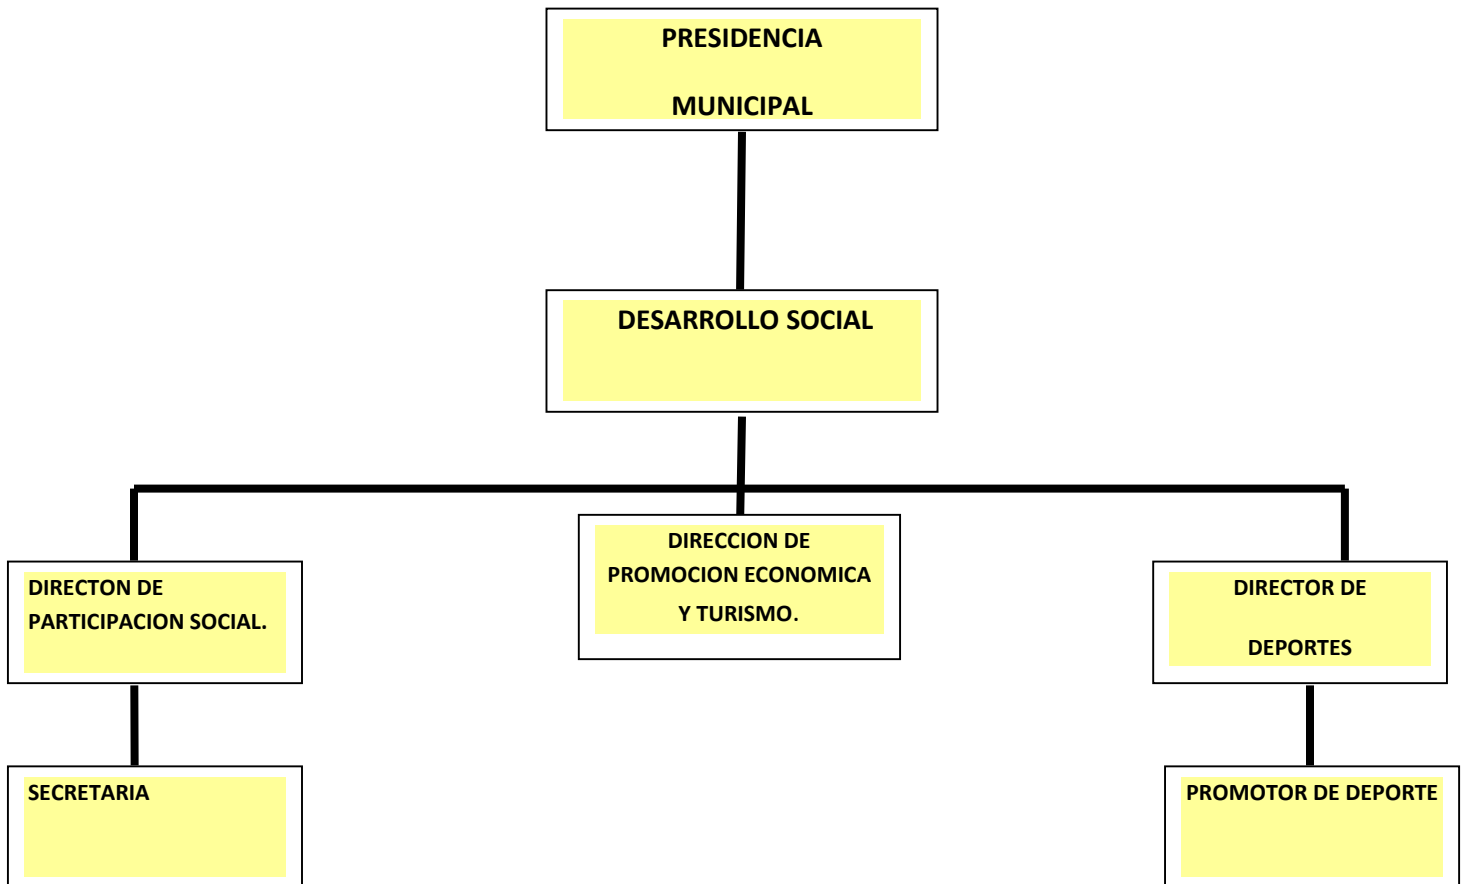 PRESIDENCIA
MUNICIPAL
DESARROLLO SOCIAL
DIRECCION DE
PROMOCION ECONOMICA
Y TURISMO.
DIRECTON DE
PARTICIPACION SOCIAL.
DIRECTOR DE
DEPORTES
SECRETARIA
PROMOTOR DE DEPORTE